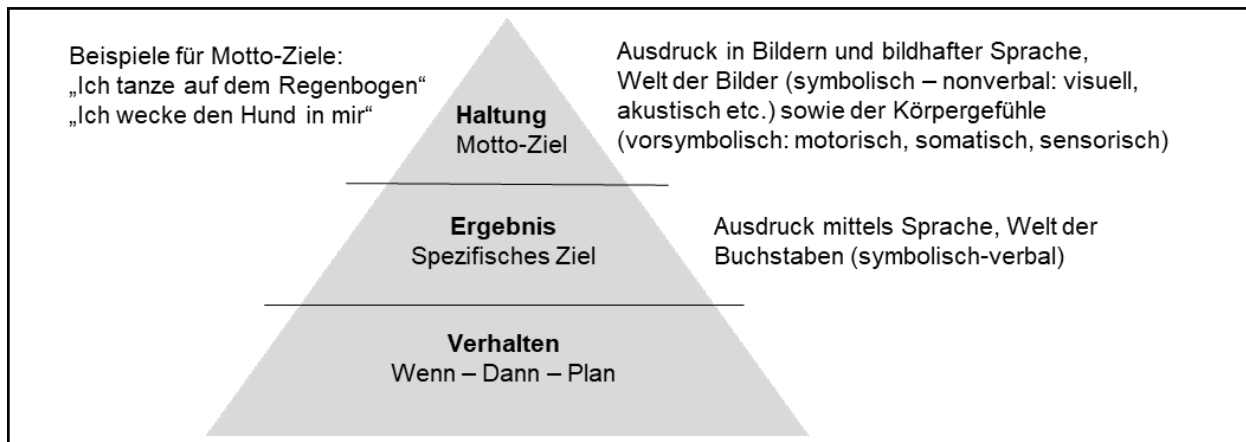 Beispiele für Motto-Ziele:
„Ich tanze auf dem Regenbogen“
„Ich wecke den Hund in mir“
Ausdruck in Bildern und bildhafter Sprache,
Welt der Bilder (symbolisch – nonverbal: visuell,
akustisch etc.) sowie der Körpergefühle
(vorsymbolisch: motorisch, somatisch, sensorisch)
Haltung
Motto-Ziel
Ergebnis
Spezifisches Ziel
Ausdruck mittels Sprache, Welt der
Buchstaben (symbolisch-verbal)
Verhalten
Wenn – Dann – Plan